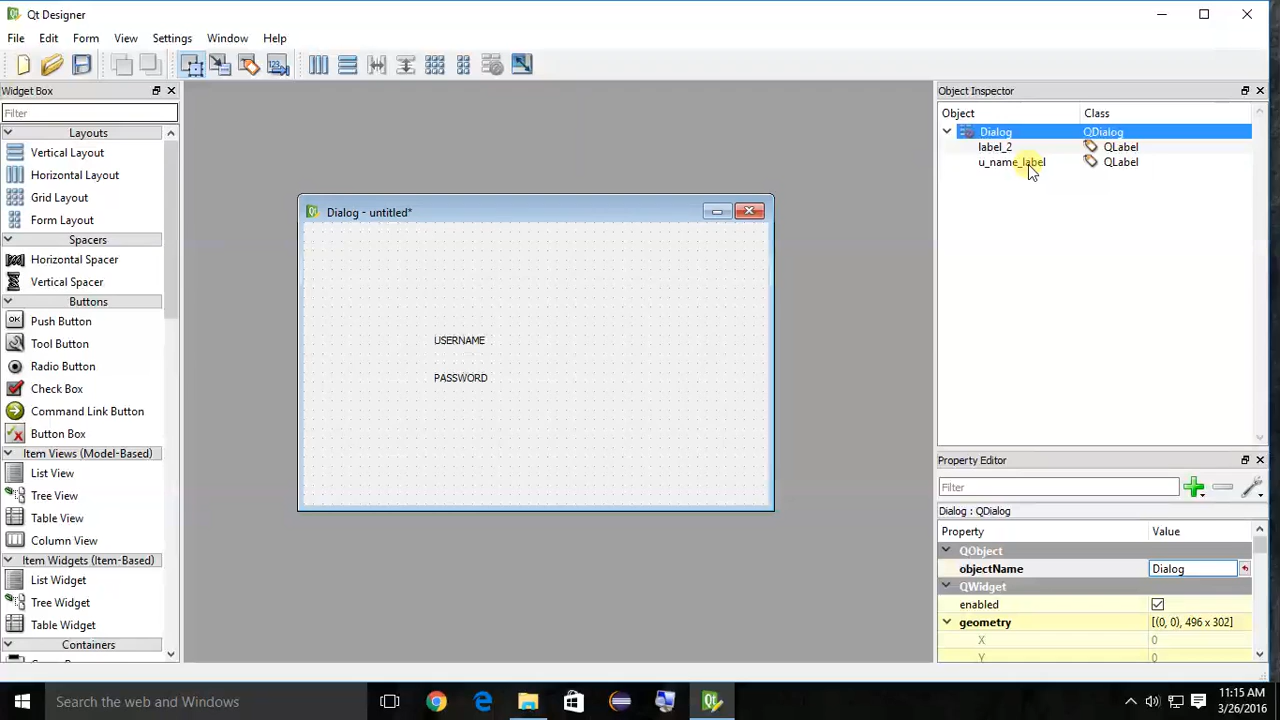 Qt Designer
File Edit Form View Settings Window Help
Widget Box
Filter
Layouts
Vertical Layout
Horizontal Layout
Grid Layout
Form Layout
Spacers
Horizontal Spacer
Vertical Spacer
Buttons
OK Push Button
Tool Button
Radio Button
Check Box
Command Link Button
Button Box
Item Views (Model-Based)
List View
Tree View
Table View
Column View
Item Widgets (Item-Based)
List Widget
Tree Widget
Table Widget
Containers
Dialog - untitled*
USERNAME
PASSWORD
Object Inspector
Object Class
Dialog QDialog
label_2 QLabel
u_name_label QLabel
Property Editor
Filter
Dialog : QDialog
Property Value
QObject
objectName Dialog
QWidget
enabled
geometry [(0, 0), 496 x 302]
X 0
Y 0
Search the web and Windows
11:15 AM
3/26/2016